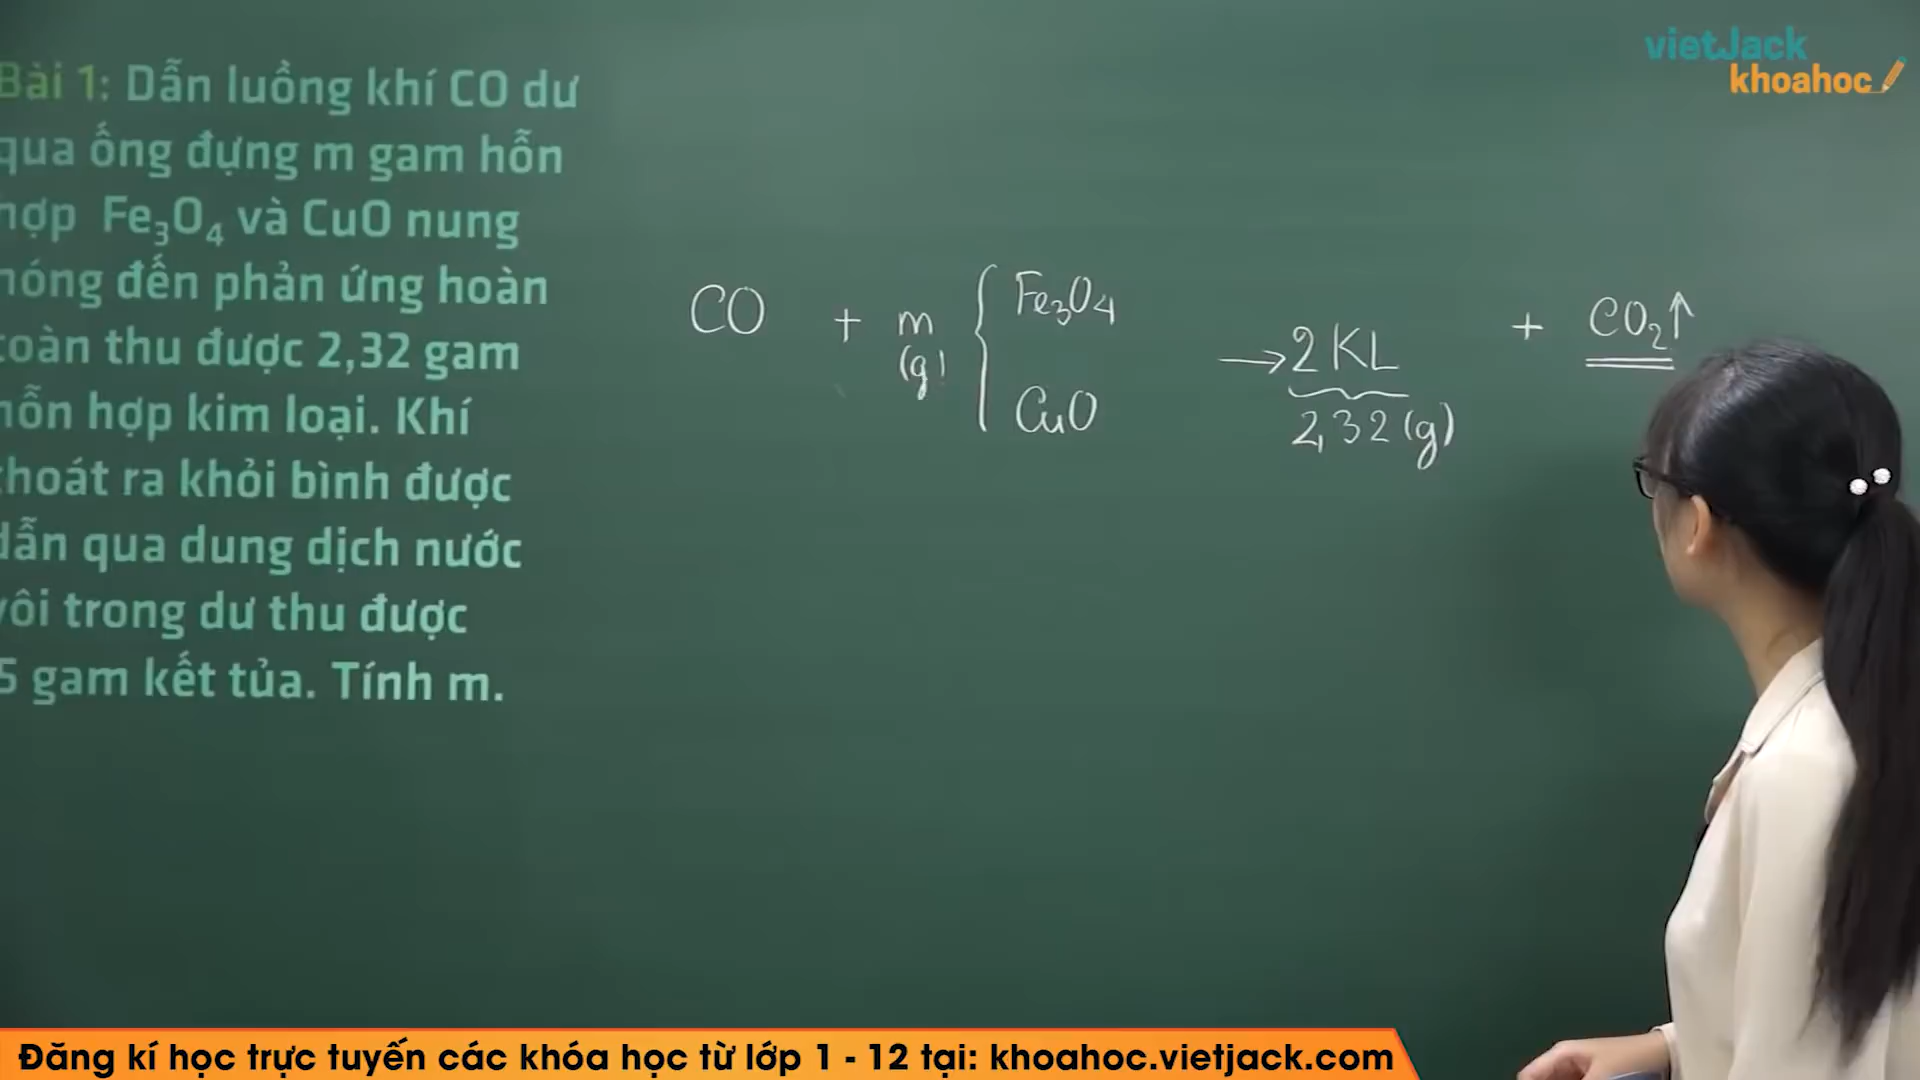 vietJack
khoahoc
Bài 1: Dẫn luồng khí CO dư
qua ống đựng m gam hỗn
hợp Fe₃O₄ và CuO nung
nóng đến phản ứng hoàn
toàn thu được 2,32 gam
hỗn hợp kim loại. Khí
thoát ra khỏi bình được
dẫn qua dung dịch nước
vôi trong dư thu được
5 gam kết tủa. Tính m.
CO + m (g) { Fe₃O₄ CuO → 2 KL + CO₂↑
2,32 (g)
Đăng kí học trực tuyến các khóa học từ lớp 1 - 12 tại: khoahoc.vietjack.com